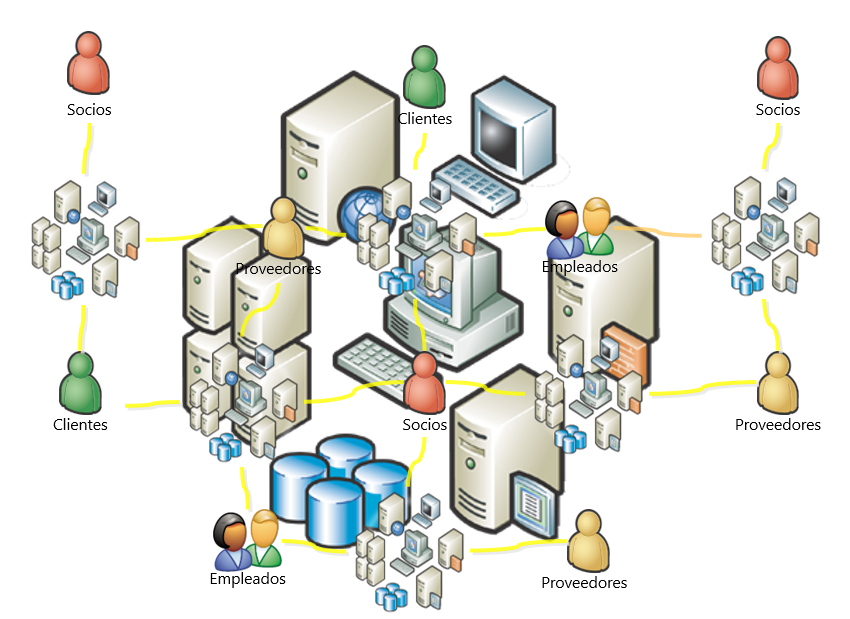 Socios
Clientes
Socios
Proveedores
Empleados
Clientes
Socios
Proveedores
Empleados
Proveedores